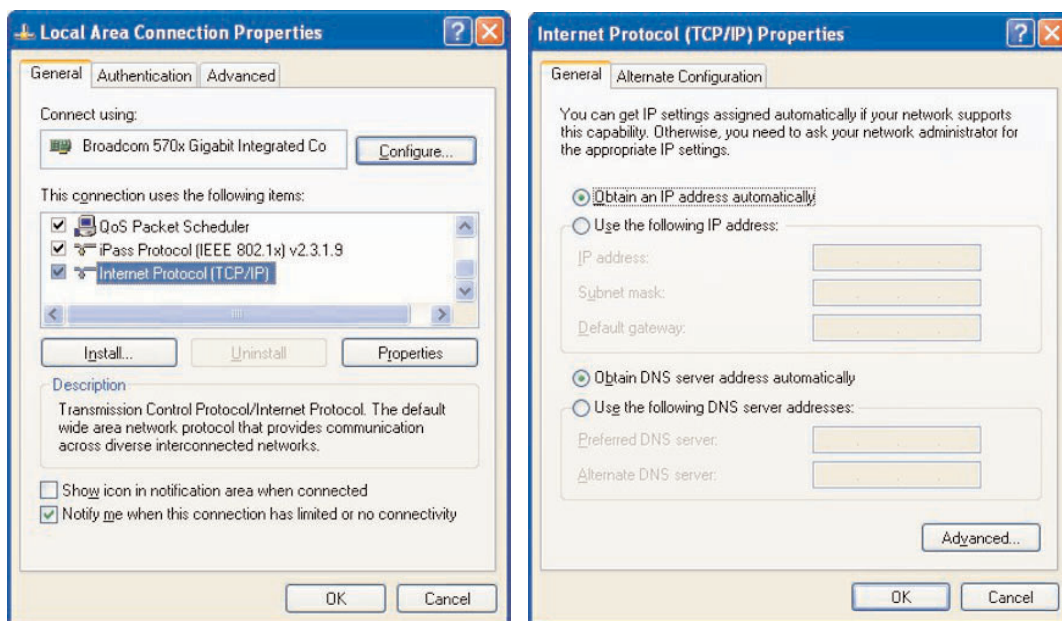 Local Area Connection Properties
General Authentication Advanced
Connect using:
Broadcom 570x Gigabit Integrated Co
Configure...
This connection uses the following items:
QoS Packet Scheduler
iPass Protocol (IEEE 802.1x) v2.3.1.9
Internet Protocol (TCP/IP)
Install... Uninstall Properties
Description
Transmission Control Protocol/Internet Protocol. The default
wide area network protocol that provides communication
across diverse interconnected networks.
Show icon in notification area when connected
Notify me when this connection has limited or no connectivity
OK Cancel
Internet Protocol (TCP/IP) Properties
General Alternate Configuration
You can get IP settings assigned automatically if your network supports
this capability. Otherwise, you need to ask your network administrator for
the appropriate IP settings.
Obtain an IP address automatically
Use the following IP address:
IP address:
Subnet mask:
Default gateway:
Obtain DNS server address automatically
Use the following DNS server addresses:
Preferred DNS server:
Alternate DNS server:
Advanced...
OK Cancel